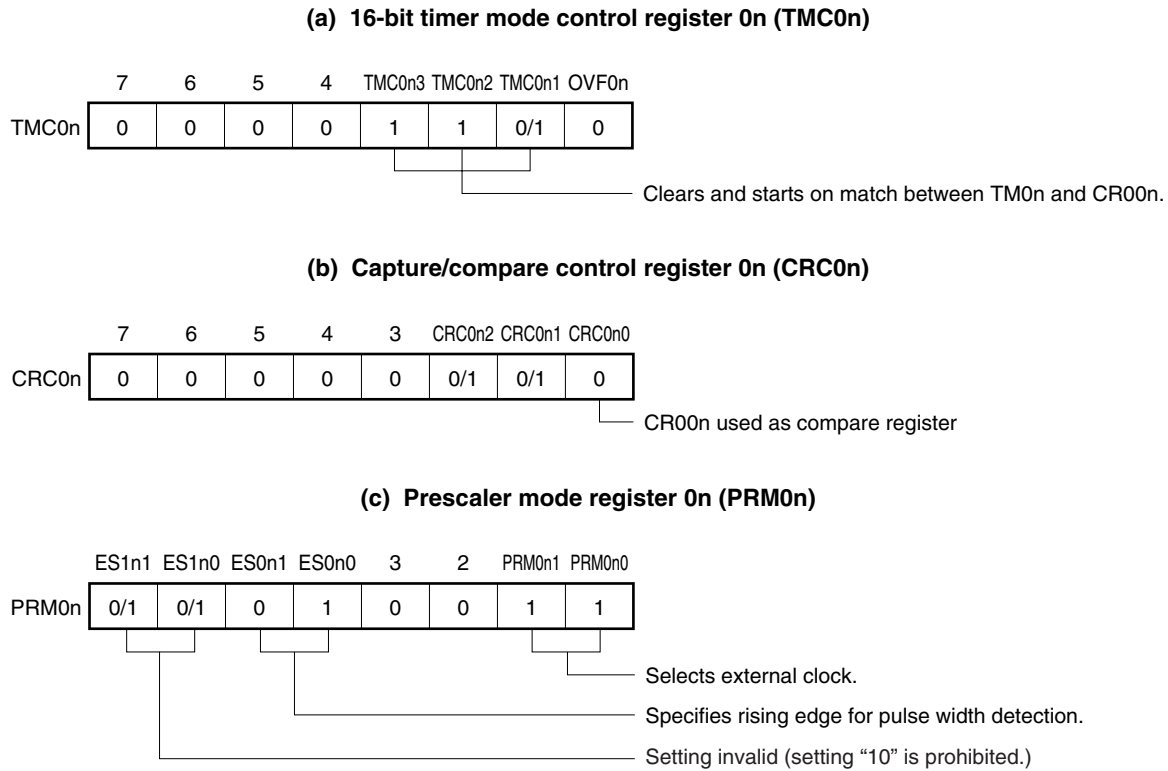 (a) 16-bit timer mode control register 0n (TMC0n)
7 6 5 4 TMC0n3 TMC0n2 TMC0n1 OVF0n
TMC0n 0 0 0 0 1 1 0/1 0
Clears and starts on match between TM0n and CR00n.
(b) Capture/compare control register 0n (CRC0n)
7 6 5 4 3 CRC0n2 CRC0n1 CRC0n0
CRC0n 0 0 0 0 0 0/1 0/1 0
CR00n used as compare register
(c) Prescaler mode register 0n (PRM0n)
ES1n1 ES1n0 ES0n1 ES0n0 3 2 PRM0n1 PRM0n0
PRM0n 0/1 0/1 0 1 0 0 1 1
Selects external clock.
Specifies rising edge for pulse width detection.
Setting invalid (setting “10” is prohibited.)